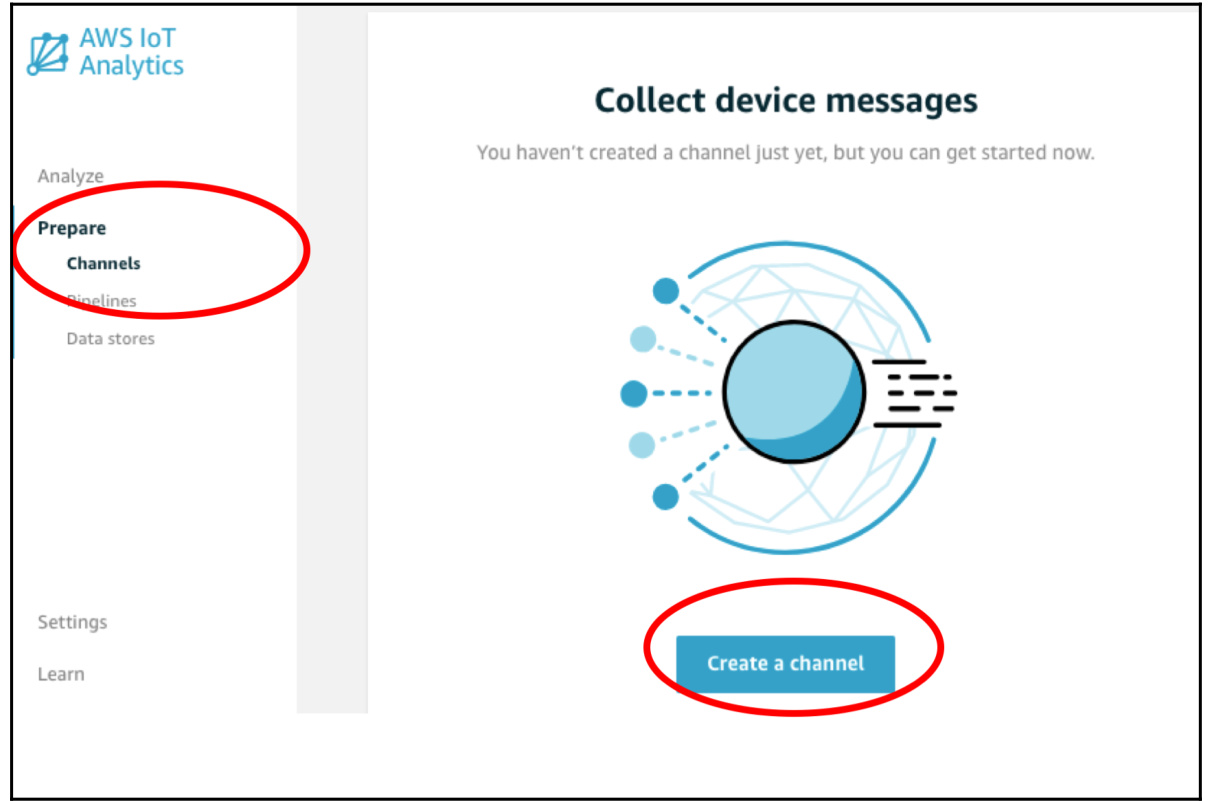 AWS IoT
Analytics
Analyze
Prepare
Channels
Pipelines
Data stores
Settings
Learn
Collect device messages
You haven’t created a channel just yet, but you can get started now.
Create a channel